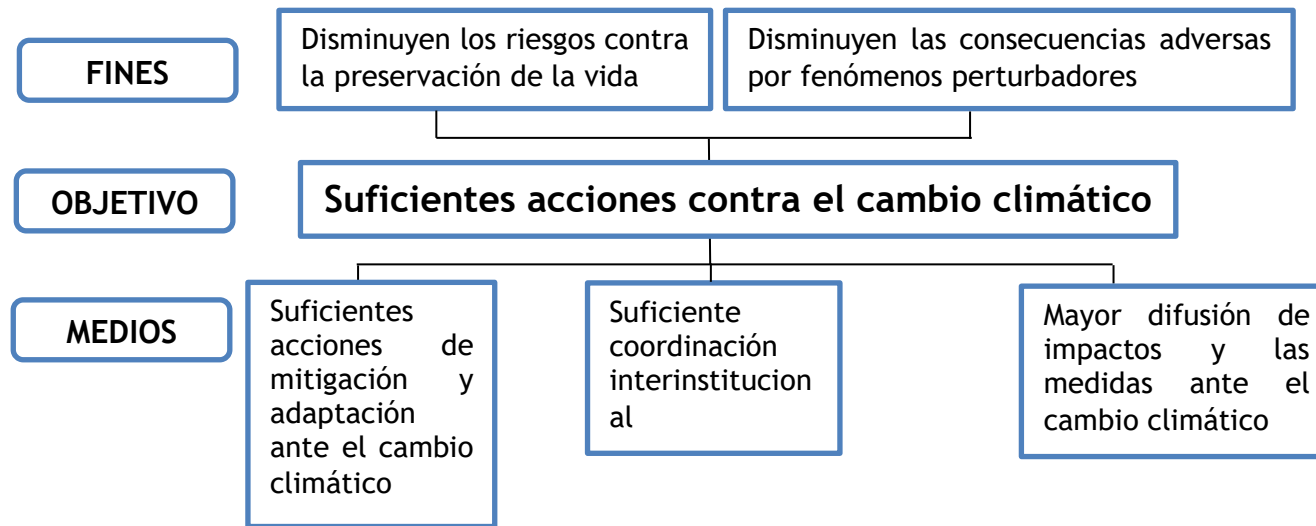 FINES
Disminuyen los riesgos contra
la preservación de la vida
Disminuyen las consecuencias adversas
por fenómenos perturbadores
OBJETIVO
Suficientes acciones contra el cambio climático
MEDIOS
Suficientes
acciones de
mitigación y
adaptación
ante el cambio
climático
Suficiente
coordinación
interinstitucion
al
Mayor difusión de
impactos y las
medidas ante el
cambio climático